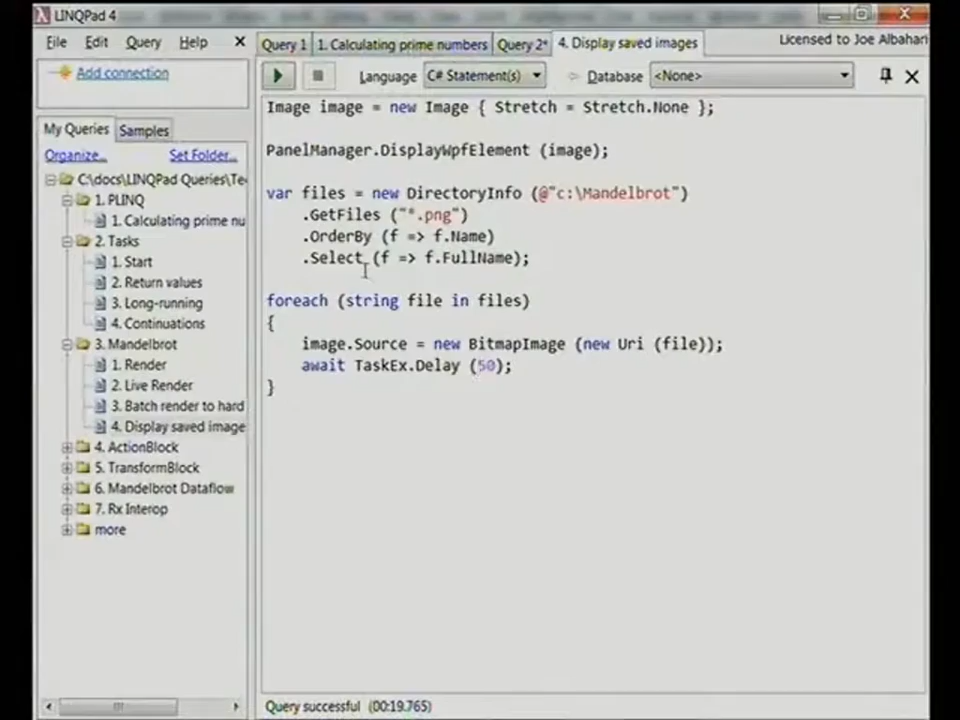 LINQPad 4
File Edit Query Help
Add connection
My Queries Samples
Organize... Set Folder...
C:\docs\LINQPad Queries\Te
1. PLINQ
1. Calculating prime nu
2. Tasks
1. Start
2. Return values
3. Long-running
4. Continuations
3. Mandelbrot
1. Render
2. Live Render
3. Batch render to hard
4. Display saved image
4. ActionBlock
5. TransformBlock
6. Mandelbrot Dataflow
7. Rx Interop
more
Query 1 1. Calculating prime numbers Query 2* 4. Display saved images Licensed to Joe Albahari
Language C# Statement(s) Database <None>
Image image = new Image { Stretch = Stretch.None };
PanelManager.DisplayWpfElement (image);
var files = new DirectoryInfo (@"c:\Mandelbrot")
.GetFiles ("*.png")
.OrderBy (f => f.Name)
.Select (f => f.FullName);
foreach (string file in files)
{
image.Source = new BitmapImage (new Uri (file));
await TaskEx.Delay (50);
}
Query successful (00:19.765)